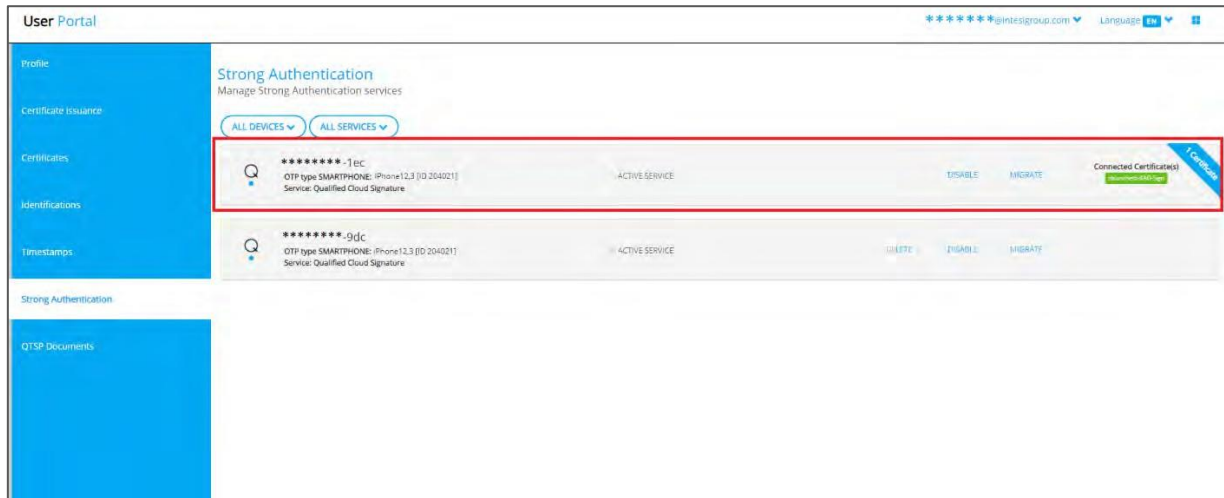 User Portal
*******@intesigroup.com Language EN
Profile
Certificate Issuance
Certificates
Identifications
Timestamps
Strong Authentication
QTSP Documents
Strong Authentication
Manage Strong Authentication services
ALL DEVICES ALL SERVICES
********-1ec
OTP type SMARTPHONE: iPhone12,3 [ID 204021]
Service: Qualified Cloud Signature
ACTIVE SERVICE
DISABLE MIGRATE
Connected Certificate(s)
1 Certificate
********-9dc
OTP type SMARTPHONE: iPhone12,3 [ID 204021]
Service: Qualified Cloud Signature
ACTIVE SERVICE
DELETE DISABLE MIGRATE